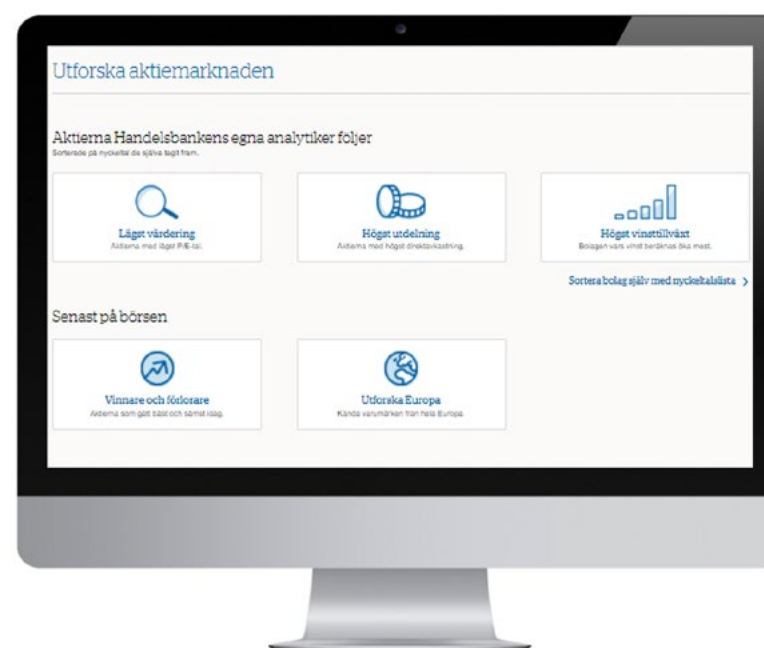 Utforska aktiemarknaden
Aktierna Handelsbankens egna analytiker följer
Sorterade på nyckeltal de själva tagit fram.
Lägst värdering
Aktierna med lägst P/E-tal.
Högst utdelning
Aktierna med högst direktavkastning.
Högst vinsttillväxt
Bolagen vars vinst beräknas öka mest.
Sortera bolag själv med nyckeltalslista
Senast på börsen
Vinnare och förlorare
Aktierna som gått bäst och sämst idag.
Utforska Europa
Kända varumärken från hela Europa.